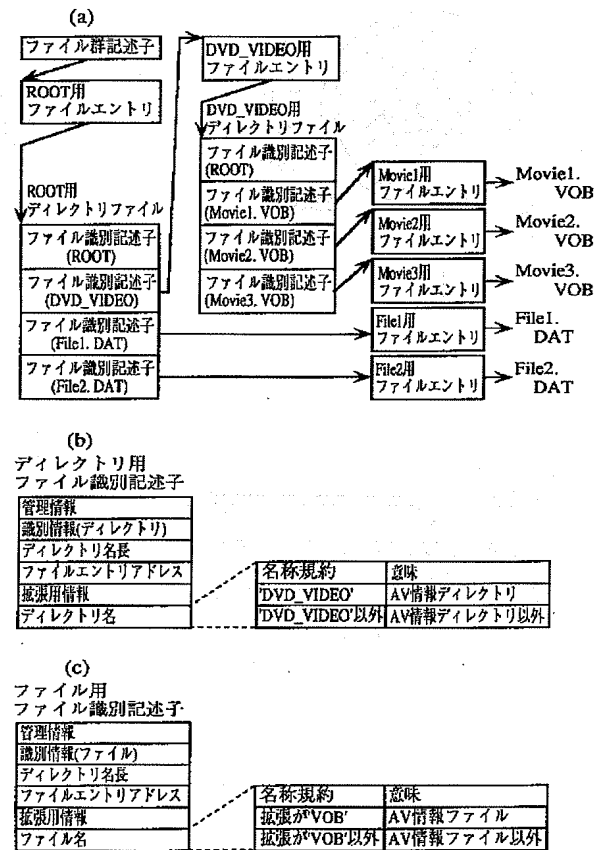 (a)
ファイル群記述子
ROOT用
ファイルエントリ
ROOT用
ディレクトリファイル
ファイル識別記述子
(ROOT)
ファイル識別記述子
(DVD_VIDEO)
ファイル識別記述子
(File1. DAT)
ファイル識別記述子
(File2. DAT)
DVD_VIDEO用
ファイルエントリ
DVD_VIDEO用
ディレクトリファイル
ファイル識別記述子
(ROOT)
ファイル識別記述子
(Movie1. VOB)
ファイル識別記述子
(Movie2. VOB)
ファイル識別記述子
(Movie3. VOB)
Movie1用
ファイルエントリ
Movie1.
VOB
Movie2用
ファイルエントリ
Movie2.
VOB
Movie3用
ファイルエントリ
Movie3.
VOB
File1用
ファイルエントリ
File1.
DAT
File2用
ファイルエントリ
File2.
DAT
(b)
ディレクトリ用
ファイル識別記述子
管理情報
識別情報(ディレクトリ)
ディレクトリ名長
ファイルエントリアドレス
拡張用情報
ディレクトリ名
名称規約 意味
'DVD_VIDEO' AV情報ディレクトリ
'DVD_VIDEO'以外 AV情報ディレクトリ以外
(c)
ファイル用
ファイル識別記述子
管理情報
識別情報(ファイル)
ディレクトリ名長
ファイルエントリアドレス
拡張用情報
ファイル名
名称規約 意味
拡張が'VOB' AV情報ファイル
拡張が'VOB'以外 AV情報ファイル以外